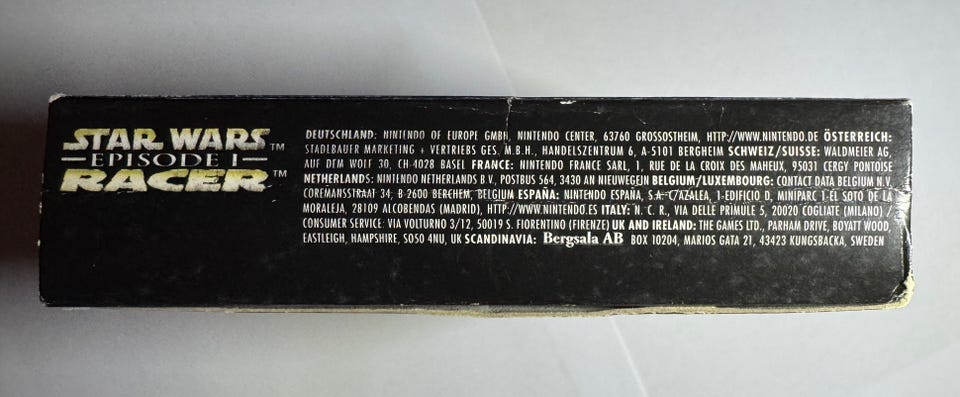 STAR WARS™
EPISODE I
RACER™
DEUTSCHLAND: NINTENDO OF EUROPE GMBH, NINTENDO CENTER, 63760 GROSSOSTHEIM, HTTP://WWW.NINTENDO.DE ÖSTERREICH:
STADLBAUER MARKETING + VERTRIEBS GES. M.B.H., HANDELSZENTRUM 6, A-5101 BERGHEIM SCHWEIZ/SUISSE: WALDMEIER AG,
AUF DEM WOLF 30, CH-4028 BASEL FRANCE: NINTENDO FRANCE SARL, 1, RUE DE LA CROIX DES MAHEUX, 95031 CERGY PONTOISE
NETHERLANDS: NINTENDO NETHERLANDS B.V., POSTBUS 564, 3430 AN NIEUWEGEIN BELGIUM/LUXEMBOURG: CONTACT DATA BELGIUM N.V.
COREMANSSTRAAT 34, B-2600 BERCHEM, BELGIUM ESPAÑA: NINTENDO ESPAÑA, S.A. C/AZALEA, 1-EDIFICIO D, MINIPARC 1-EL SOTO DE LA
MORALEJA, 28109 ALCOBENDAS (MADRID), HTTP://WWW.NINTENDO.ES ITALY: N. C. R., VIA DELLE PRIMULE 5, 20020 COGLIATE (MILANO) /
CONSUMER SERVICE: VIA VOLTURNO 3/12, 50019 S. FIORENTINO (FIRENZE) UK AND IRELAND: THE GAMES LTD., PARHAM DRIVE, BOYATT WOOD,
EASTLEIGH, HAMPSHIRE, SO50 4NU, UK SCANDINAVIA: Bergsala AB BOX 10204, MARIOS GATA 21, 43423 KUNGSBACKA, SWEDEN